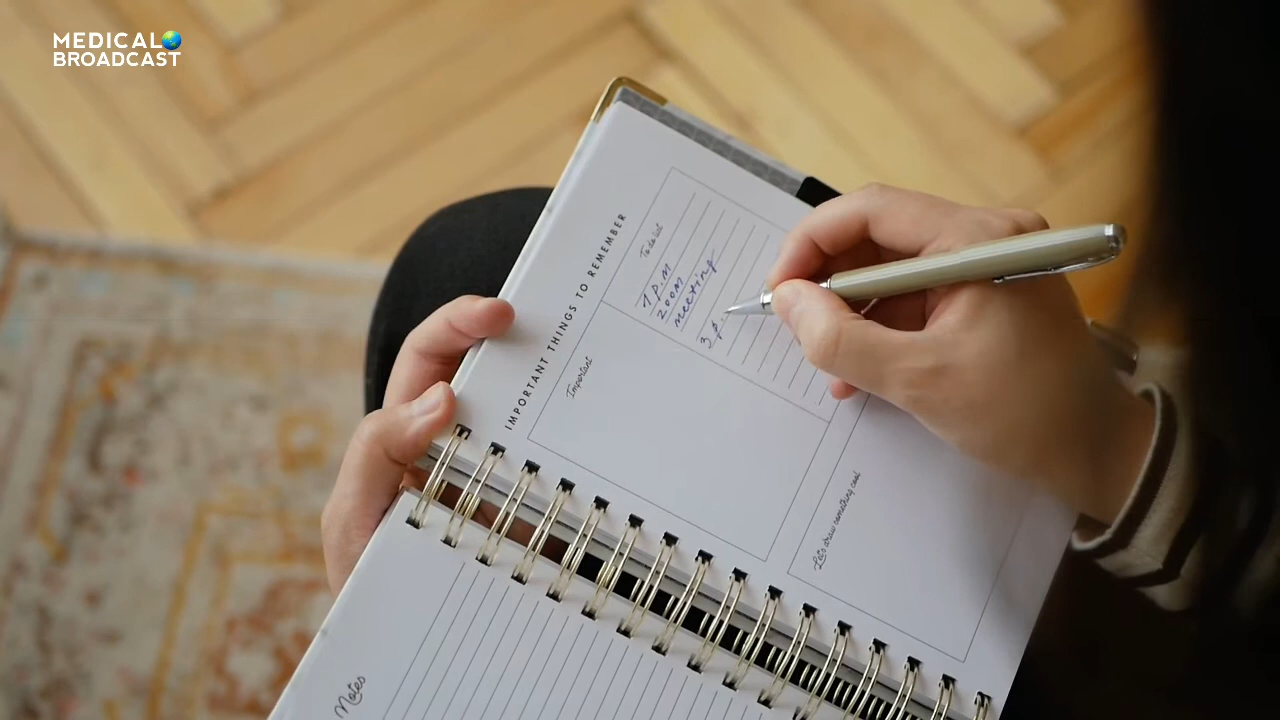 MEDICAL
BROADCAST
IMPORTANT THINGS TO REMEMBER
To do list
1 P.M
ZOOM
meeting
3 p
Important
Let's draw something cool
Notes